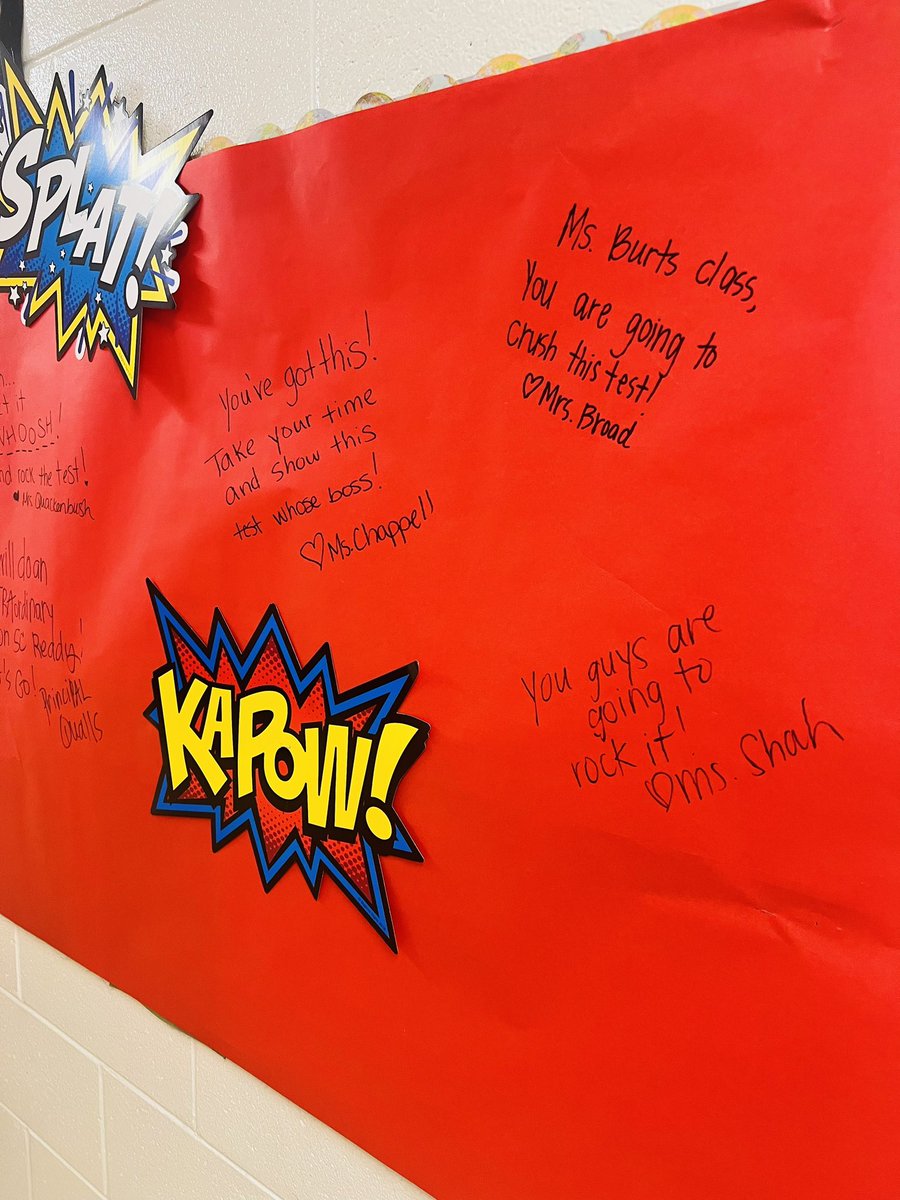 SPLAT!
WHOOSH!
nd rock the test!
♥ Mrs. Quackenbush
will do an
on SC Ready!
Go!
Principal
Qualls
You've got this!
Take your time
and show this
test whose boss!
♡Ms. Chappell
KAPOW!
Ms. Burts class,
You are going to
crush this test!
♡Mrs. Broad
You guys are
going to
rock it!
♡ms. Shah